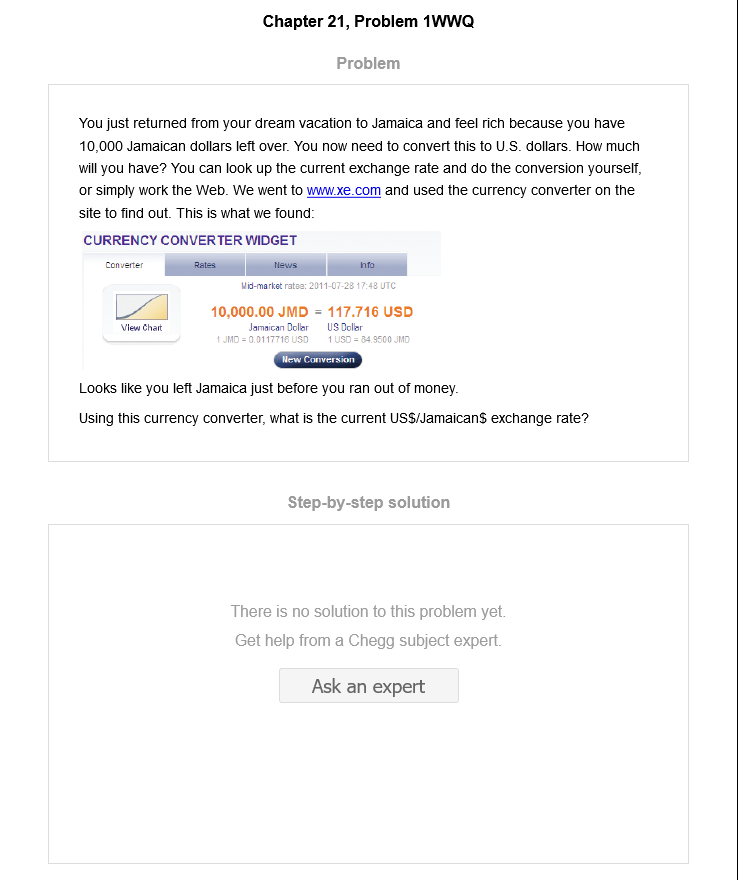 Chapter 21, Problem 1WWQ
Problem
You just returned from your dream vacation to Jamaica and feel rich because you have
10,000 Jamaican dollars left over. You now need to convert this to U.S. dollars. How much
will you have? You can look up the current exchange rate and do the conversion yourself,
or simply work the Web. We went to www.xe.com and used the currency converter on the
site to find out. This is what we found:
CURRENCY CONVERTER WIDGET
Converter Rates News Info
Mid-market rates: 2011-07-28 17:48 UTC
10,000.00 JMD = 117.716 USD
View Chart
Jamaican Dollar US Dollar
1 JMD = 0.0117716 USD 1 USD = 84.9500 JMD
New Conversion
Looks like you left Jamaica just before you ran out of money.
Using this currency converter, what is the current US$/Jamaican$ exchange rate?
Step-by-step solution
There is no solution to this problem yet.
Get help from a Chegg subject expert.
Ask an expert